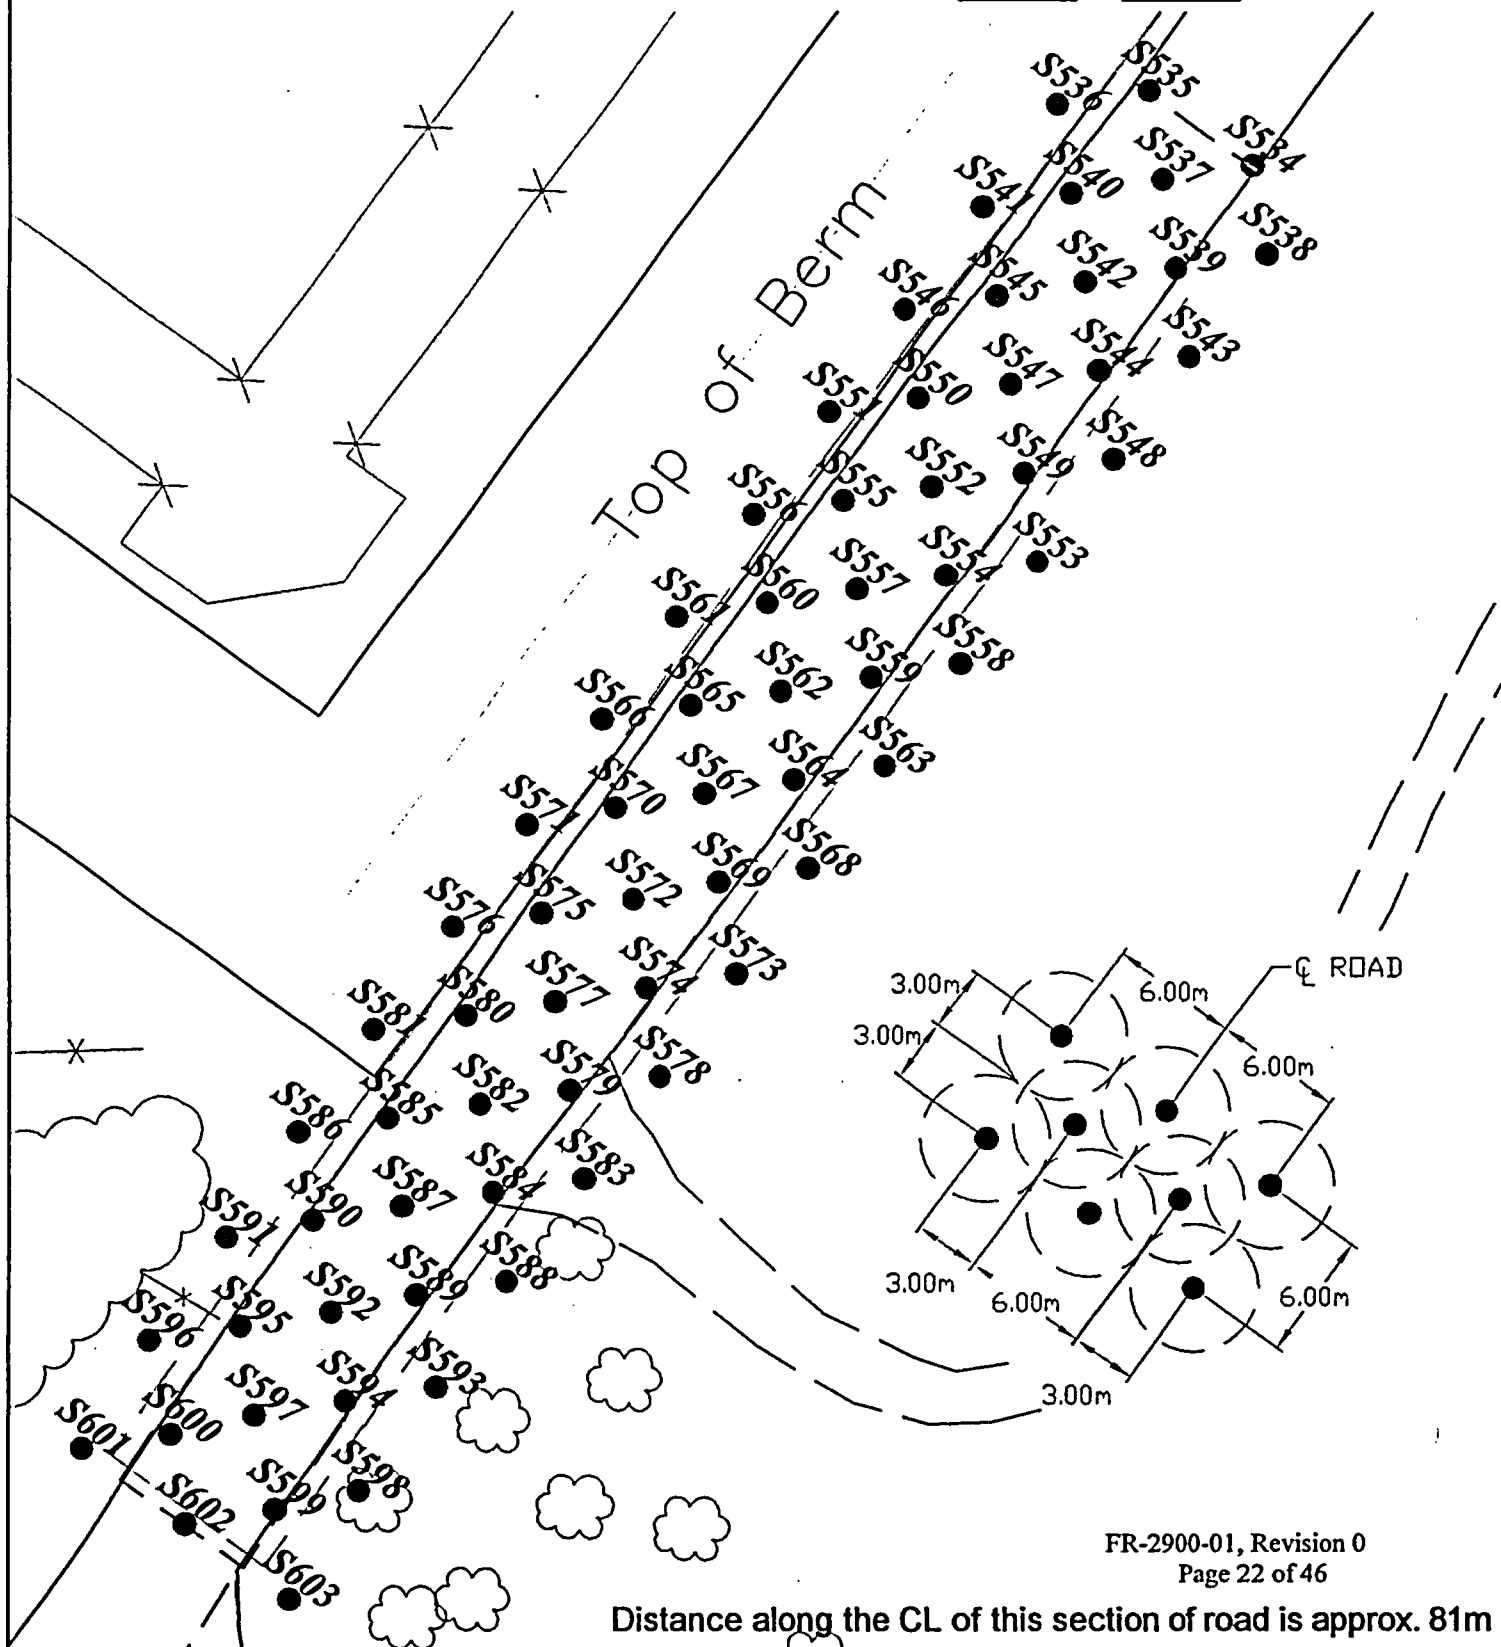 S535
S536
S534
S537
S540
S541
S538
S539
S542
S545
S546
S543
S544
S547
S550
S551
S548
S549
S552
S555
S556
S553
S554
S557
S560
S561
S558
S559
S562
S565
S566
S563
S564
S567
S570
S571
S568
S569
S572
S575
S576
S573
S574
S577
S580
S581
S578
S579
S582
S585
S586
S583
S584
S587
S590
S591
S588
S589
S592
S595
S596
S593
S594
S597
S600
S601
S598
S599
S602
S603
Top of Berm
℄ ROAD
3.00m
6.00m
3.00m
6.00m
3.00m
6.00m
6.00m
3.00m
FR-2900-01, Revision 0
Page 22 of 46
Distance along the CL of this section of road is approx. 81m